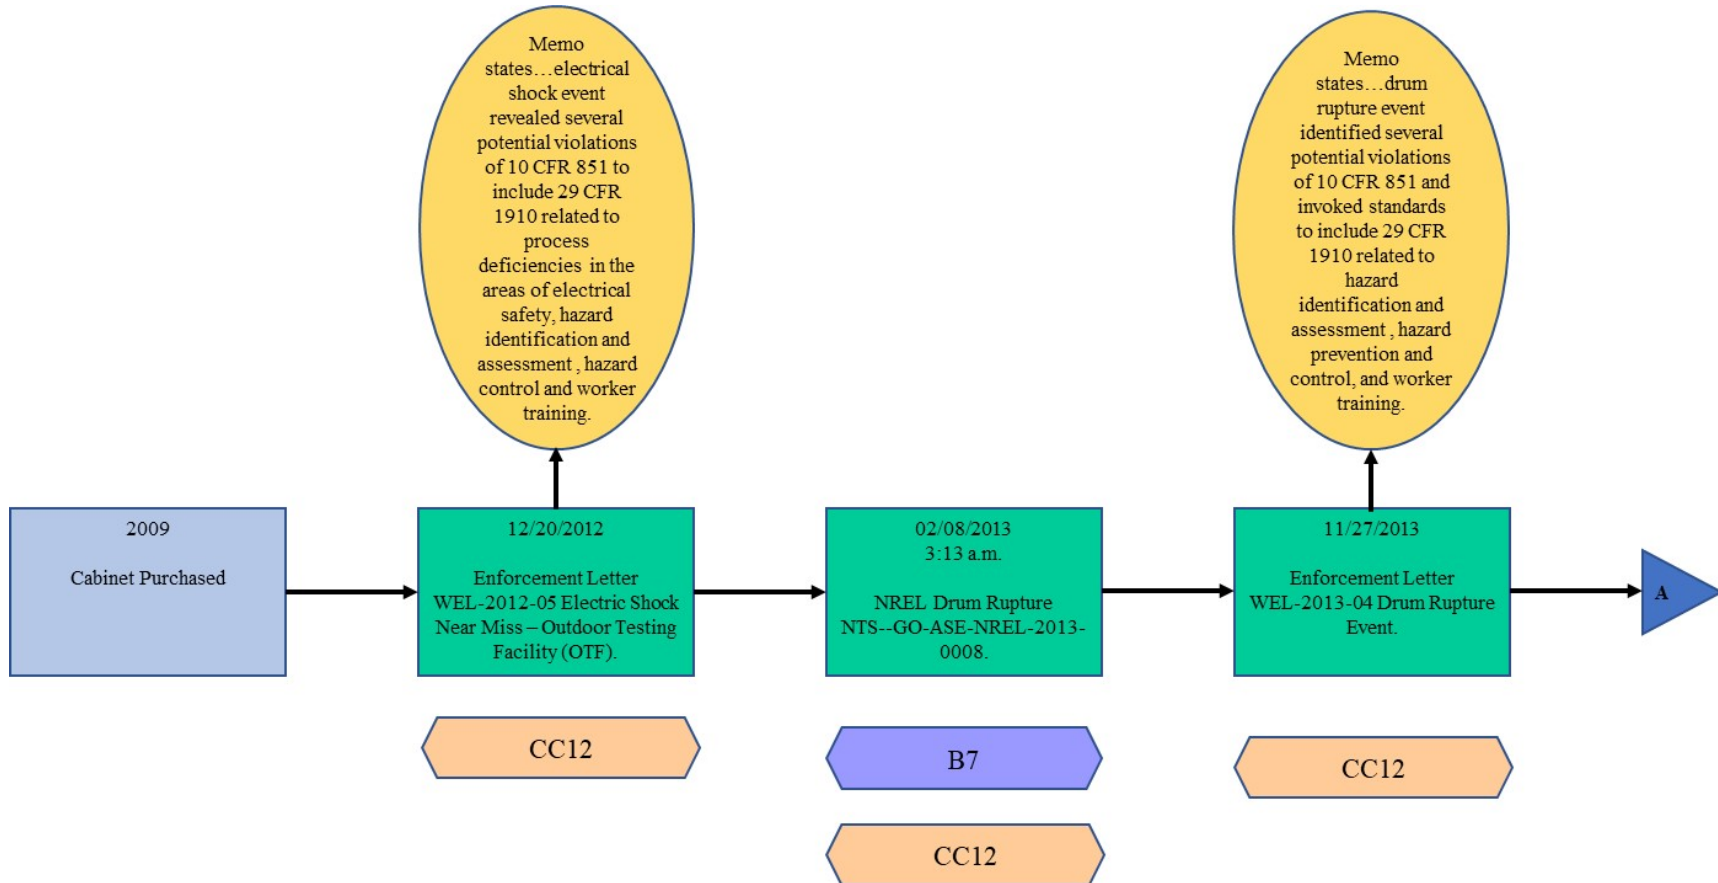 Memo
states…electrical
shock event
revealed several
potential violations
of 10 CFR 851 to
include 29 CFR
1910 related to
process
deficiencies in the
areas of electrical
safety, hazard
identification and
assessment , hazard
control and worker
training.
Memo
states…drum
rupture event
identified several
potential violations
of 10 CFR 851 and
invoked standards
to include 29 CFR
1910 related to
hazard
identification and
assessment , hazard
prevention and
control, and worker
training.
2009
Cabinet Purchased
12/20/2012
Enforcement Letter
WEL-2012-05 Electric Shock
Near Miss – Outdoor Testing
Facility (OTF).
02/08/2013
3:13 a.m.
NREL Drum Rupture
NTS--GO-ASE-NREL-2013-
0008.
11/27/2013
Enforcement Letter
WEL-2013-04 Drum Rupture
Event.
A
CC12
B7
CC12
CC12